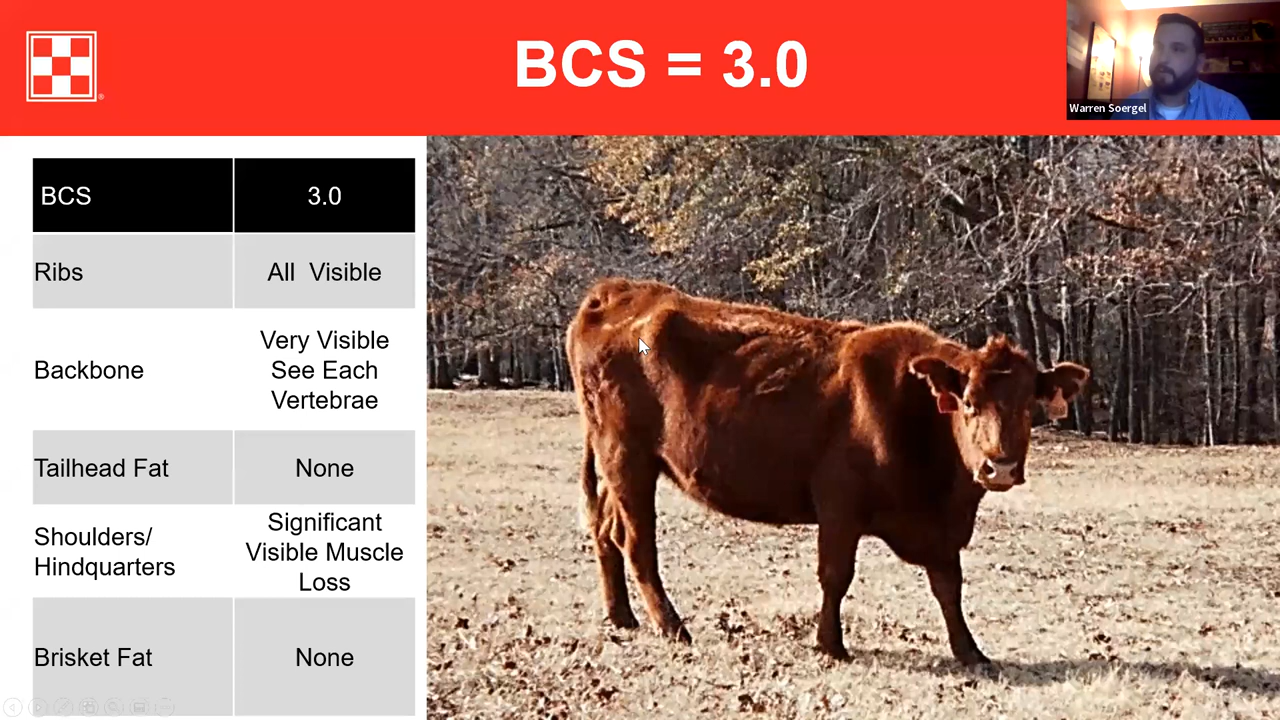 BCS = 3.0
Warren Soergel
BCS 3.0
Ribs All Visible
Backbone Very Visible
See Each
Vertebrae
Tailhead Fat None
Shoulders/
Hindquarters
Significant
Visible Muscle
Loss
Brisket Fat None